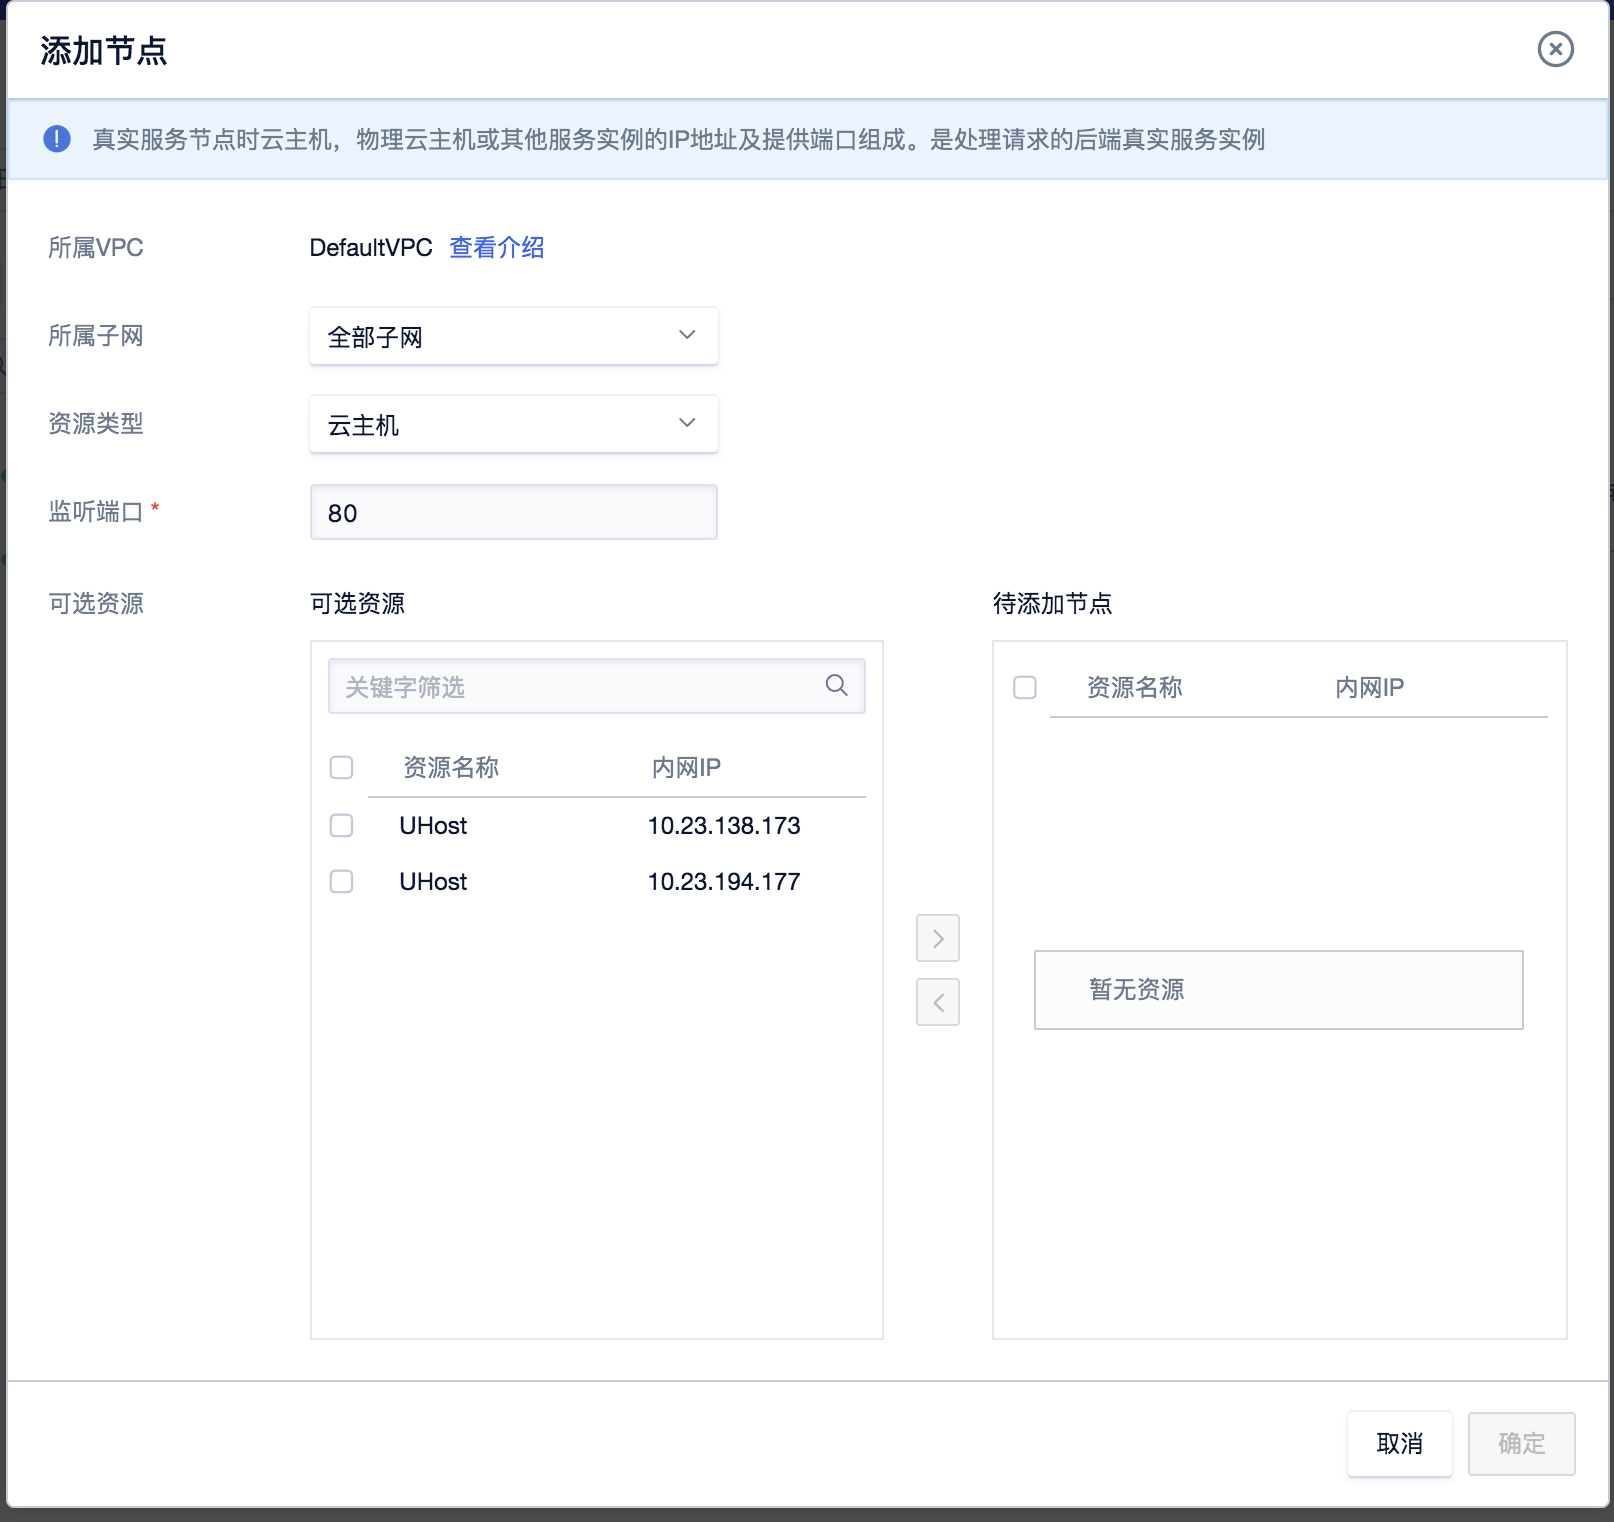 添加节点
真实服务节点时云主机，物理云主机或其他服务实例的IP地址及提供端口组成。是处理请求的后端真实服务实例
所属VPC DefaultVPC 查看介绍
所属子网 全部子网
资源类型 云主机
监听端口 * 80
可选资源 可选资源 待添加节点
关键字筛选
资源名称 内网IP
资源名称 内网IP
UHost 10.23.138.173
UHost 10.23.194.177
暂无资源
取消 确定